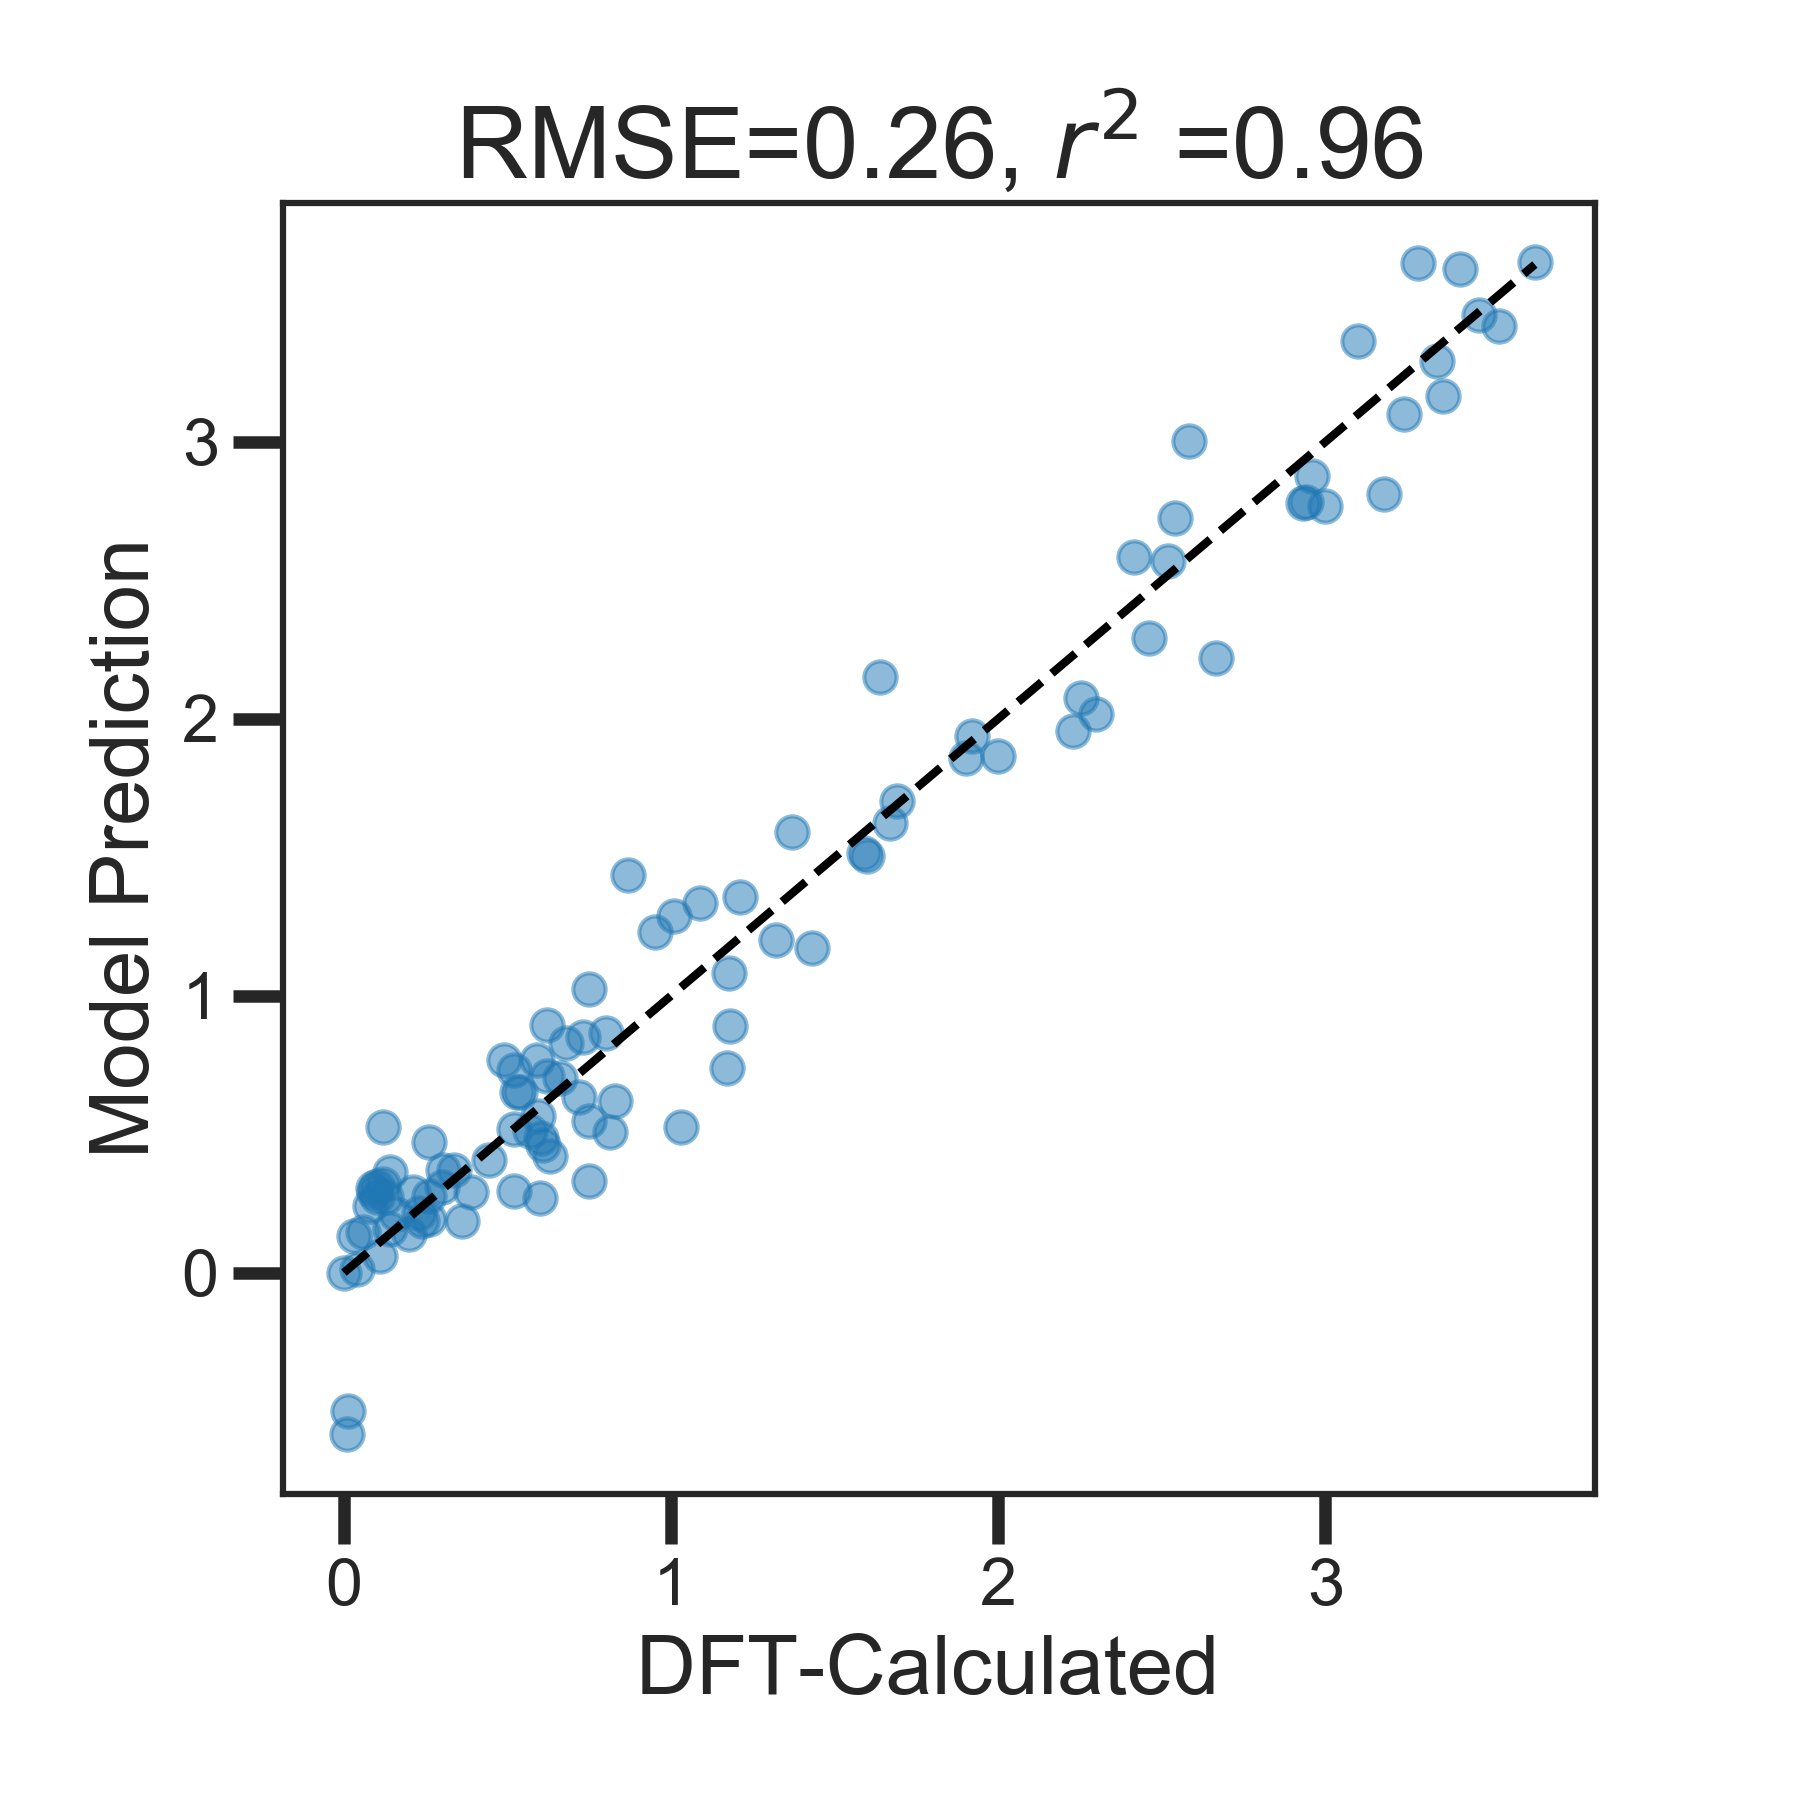 RMSE=0.26, r² =0.96
Model Prediction
3
2
1
0
0 1 2 3
DFT-Calculated